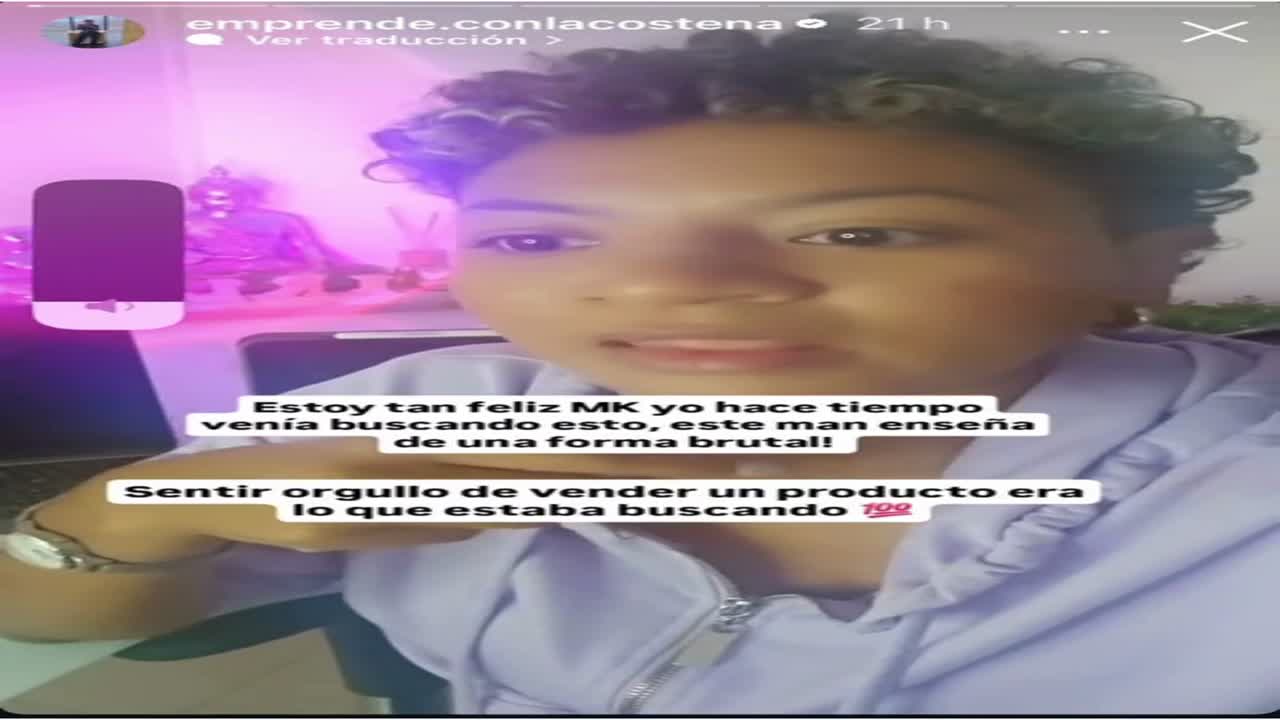 emprende.conlacostena 21 h
Ver traducción >
Estoy tan feliz MK yo hace tiempo
venía buscando esto, este man enseña
de una forma brutal!
Sentir orgullo de vender un producto era
lo que estaba buscando 💯